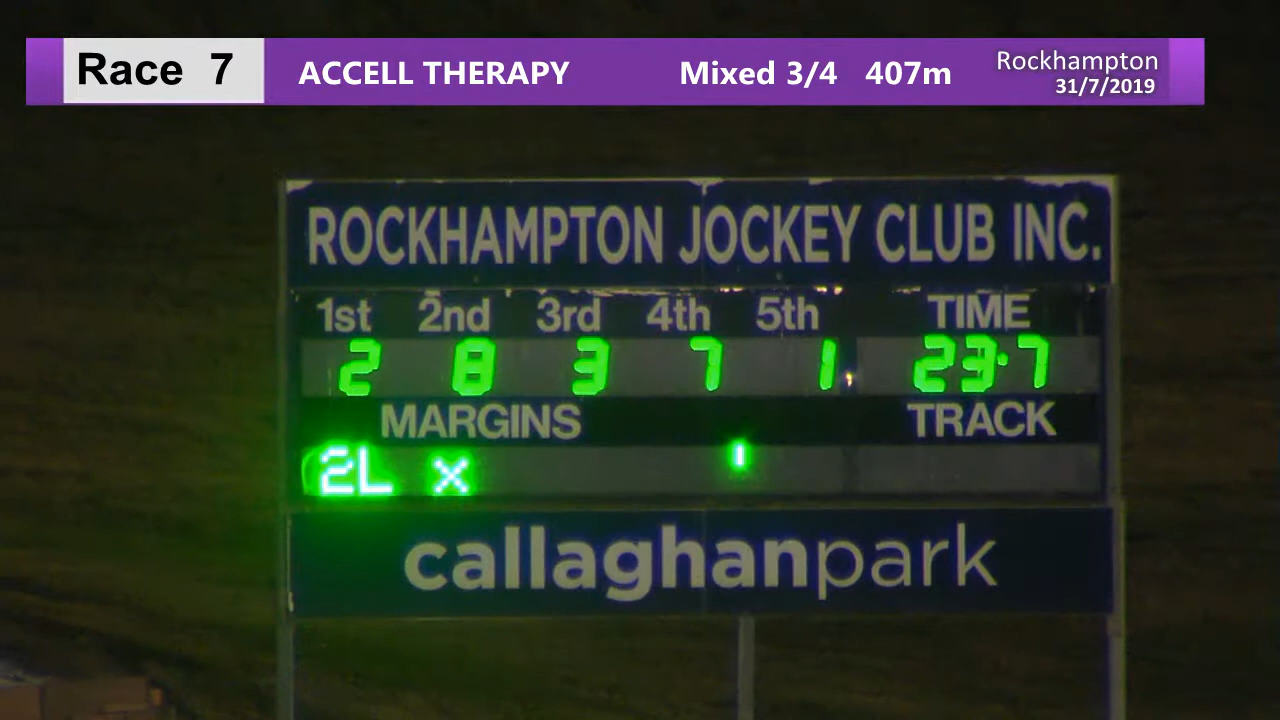 Race 7 ACCELL THERAPY Mixed 3/4 407m Rockhampton
31/7/2019
ROCKHAMPTON JOCKEY CLUB INC.
1st 2nd 3rd 4th 5th TIME
2 8 3 7 1 23·7
MARGINS TRACK
2L x
callaghanpark